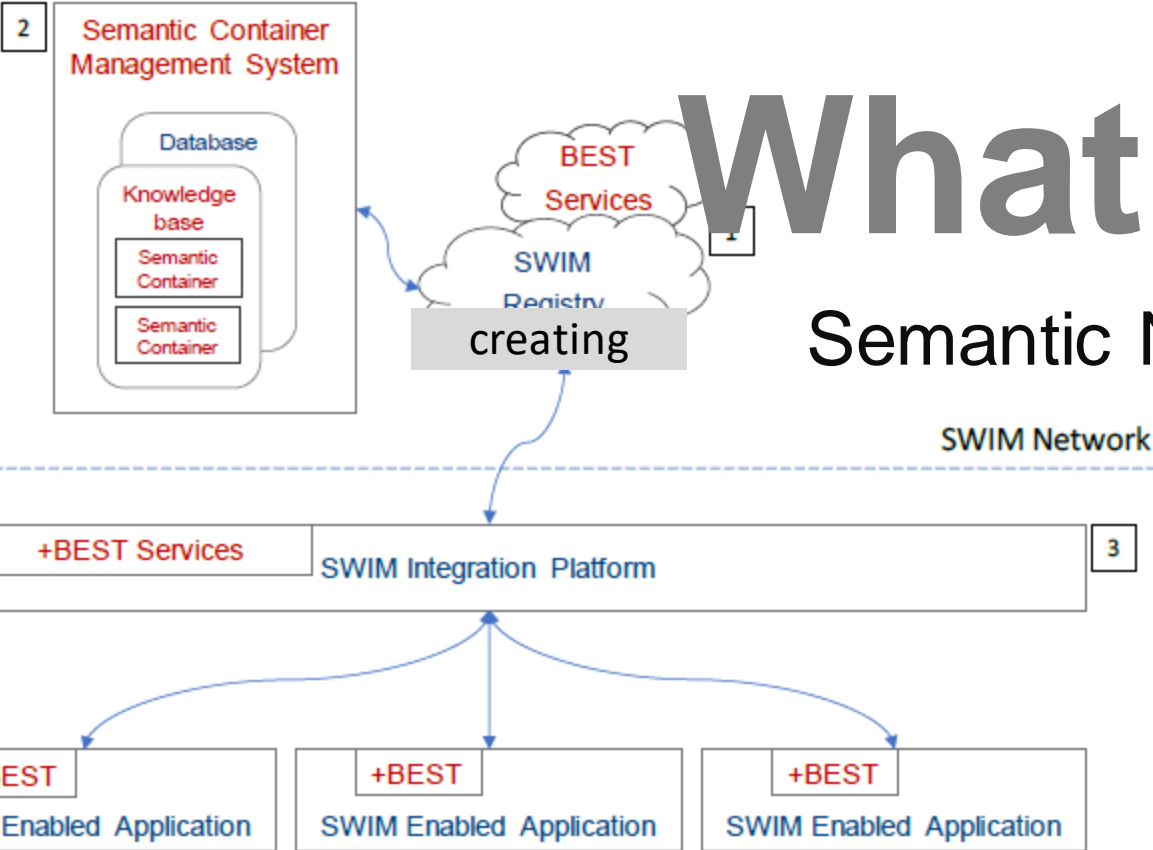 2
Semantic Container
Management System
Database
Knowledge
base
Semantic
Container
Semantic
Container
BEST
Services
1
SWIM
Registry
creating
What
Semantic
SWIM Network
+BEST Services
SWIM Integration Platform
3
EST
Enabled Application
+BEST
SWIM Enabled Application
+BEST
SWIM Enabled Application